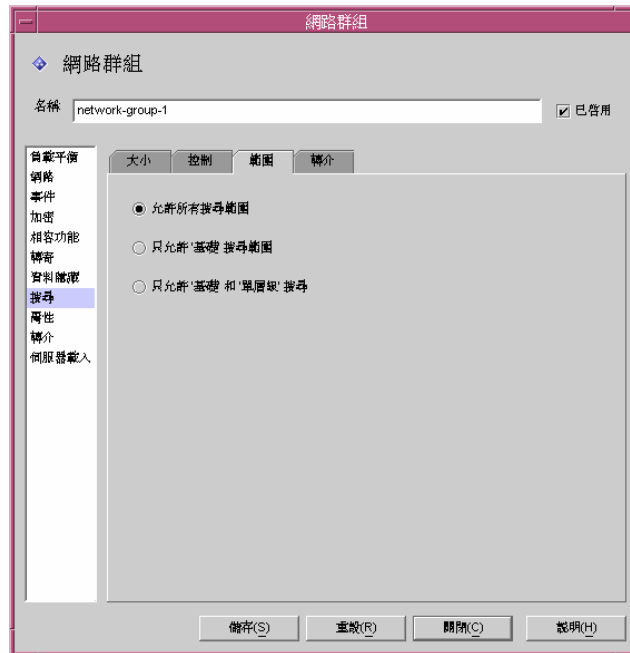 網路群組
網路群組
名稱 network-group-1 已啓用
負載平衡
網路
事件
加密
相容功能
轉寄
資料隱藏
搜尋
屬性
轉介
伺服器載入
大小 控制 範圍 轉介
允許所有搜尋範圍
只允許'基礎' 搜尋範圍
只允許'基礎' 和 '單層級' 搜尋
儲存(S) 重設(R) 關閉(C) 說明(H)